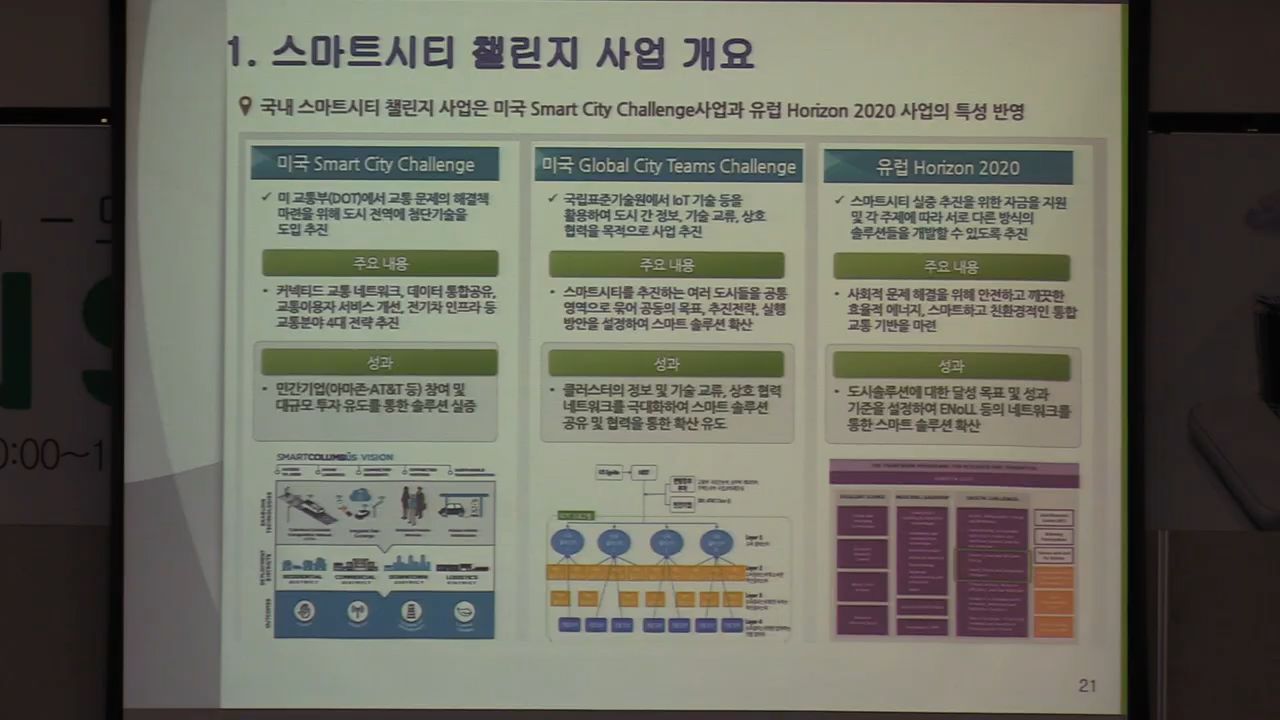 1. 스마트시티 챌린지 사업 개요
국내 스마트시티 챌린지 사업은 미국 Smart City Challenge사업과 유럽 Horizon 2020 사업의 특성 반영
미국 Smart City Challenge
✓ 미 교통부(DOT)에서 교통 문제의 해결책
마련을 위해 도시 전역에 첨단기술을
도입 추진
주요 내용
• 커넥티드 교통 네트워크, 데이터 통합공유,
교통이용자 서비스 개선, 전기차 인프라 등
교통분야 4대 전략 추진
성과
• 민간기업(아마존·AT&T 등) 참여 및
대규모 투자 유도를 통한 솔루션 실증
SMARTCOLUMBUS VISION
RESIDENTIAL
DISTRICT
COMMERCIAL
DISTRICT
DOWNTOWN
DISTRICT
LOGISTICS
DISTRICT
OUTCOMES
미국 Global City Teams Challenge
✓ 국립표준기술원에서 IoT 기술 등을
활용하여 도시 간 정보, 기술 교류, 상호
협력을 목적으로 사업 추진
주요 내용
• 스마트시티를 추진하는 여러 도시들을 공통
영역으로 묶어 공동의 목표, 추진전략, 실행
방안을 설정하여 스마트 솔루션 확산
성과
• 클러스터의 정보 및 기술 교류, 상호 협력
네트워크를 극대화하여 스마트 솔루션
공유 및 협력을 통한 확산 유도
Layer 1
Layer 2
Layer 3
Layer 4
유럽 Horizon 2020
✓ 스마트시티 실증 추진을 위한 자금을 지원
및 각 주제에 따라 서로 다른 방식의
솔루션들을 개발할 수 있도록 추진
주요 내용
• 사회적 문제 해결을 위해 안전하고 깨끗한
효율적 에너지, 스마트하고 친환경적인 통합
교통 기반을 마련
성과
• 도시솔루션에 대한 달성 목표 및 성과
기준을 설정하여 ENoLL 등의 네트워크를
통한 스마트 솔루션 확산
21